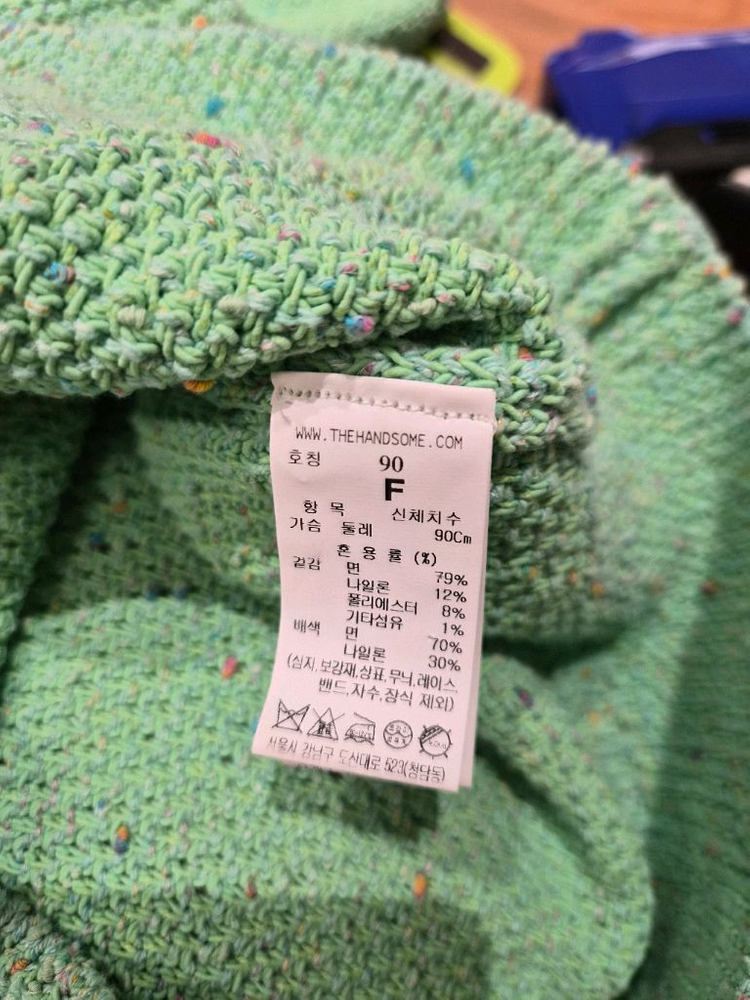 WWW.THEHANDSOME.COM
호칭 90
F
항 목 신체치수
가슴 둘레 90Cm
혼 용 률 (%)
겉감 면 79%
나일론 12%
폴리에스터 8%
기타섬유 1%
배색 면 70%
나일론 30%
(심지,보강재,상표,무늬,레이스
밴드,자수,장식 제외)
서울시 강남구 도산대로 523(청담동)